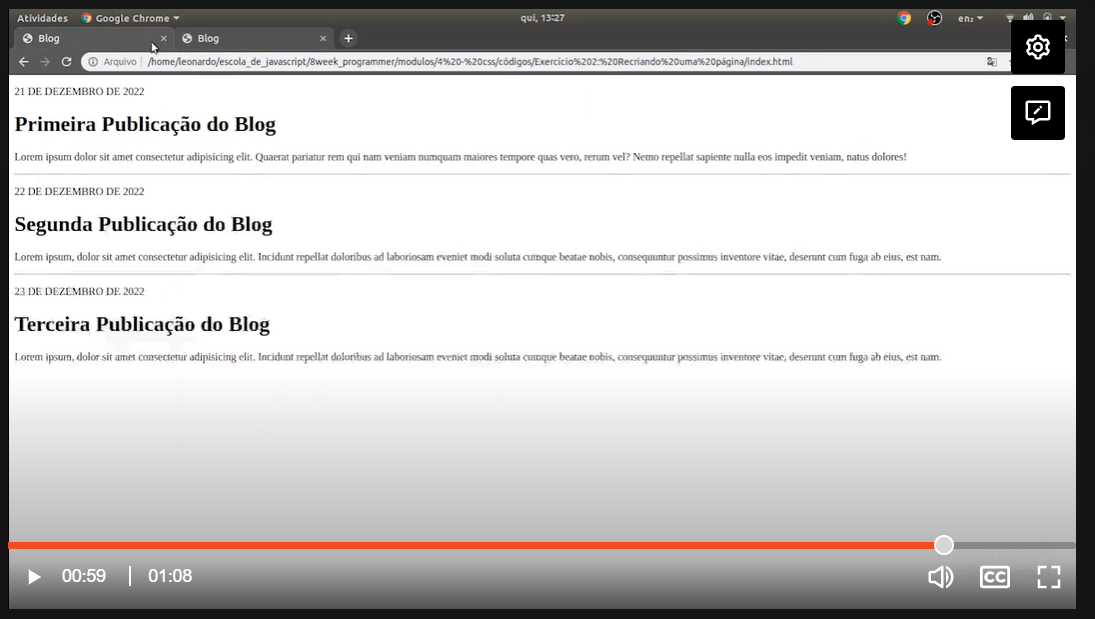 Atividades Google Chrome qui, 13:27 en₂
Blog Blog
Arquivo /home/leonardo/escola_de_javascript/8week_programmer/modulos/4%20-%20css/códigos/Exercício%202:%20Recriando%20uma%20página/index.html
21 DE DEZEMBRO DE 2022
Primeira Publicação do Blog
Lorem ipsum dolor sit amet consectetur adipisicing elit. Quaerat pariatur rem qui nam veniam numquam maiores tempore quas vero, rerum vel? Nemo repellat sapiente nulla eos impedit veniam, natus dolores!
22 DE DEZEMBRO DE 2022
Segunda Publicação do Blog
Lorem ipsum, dolor sit amet consectetur adipisicing elit. Incidunt repellat doloribus ad laboriosam eveniet modi soluta cumque beatae nobis, consequuntur possimus inventore vitae, deserunt cum fuga ab eius, est nam.
23 DE DEZEMBRO DE 2022
Terceira Publicação do Blog
Lorem ipsum, dolor sit amet consectetur adipisicing elit. Incidunt repellat doloribus ad laboriosam eveniet modi soluta cumque beatae nobis, consequuntur possimus inventore vitae, deserunt cum fuga ab eius, est nam.
00:59 01:08 CC